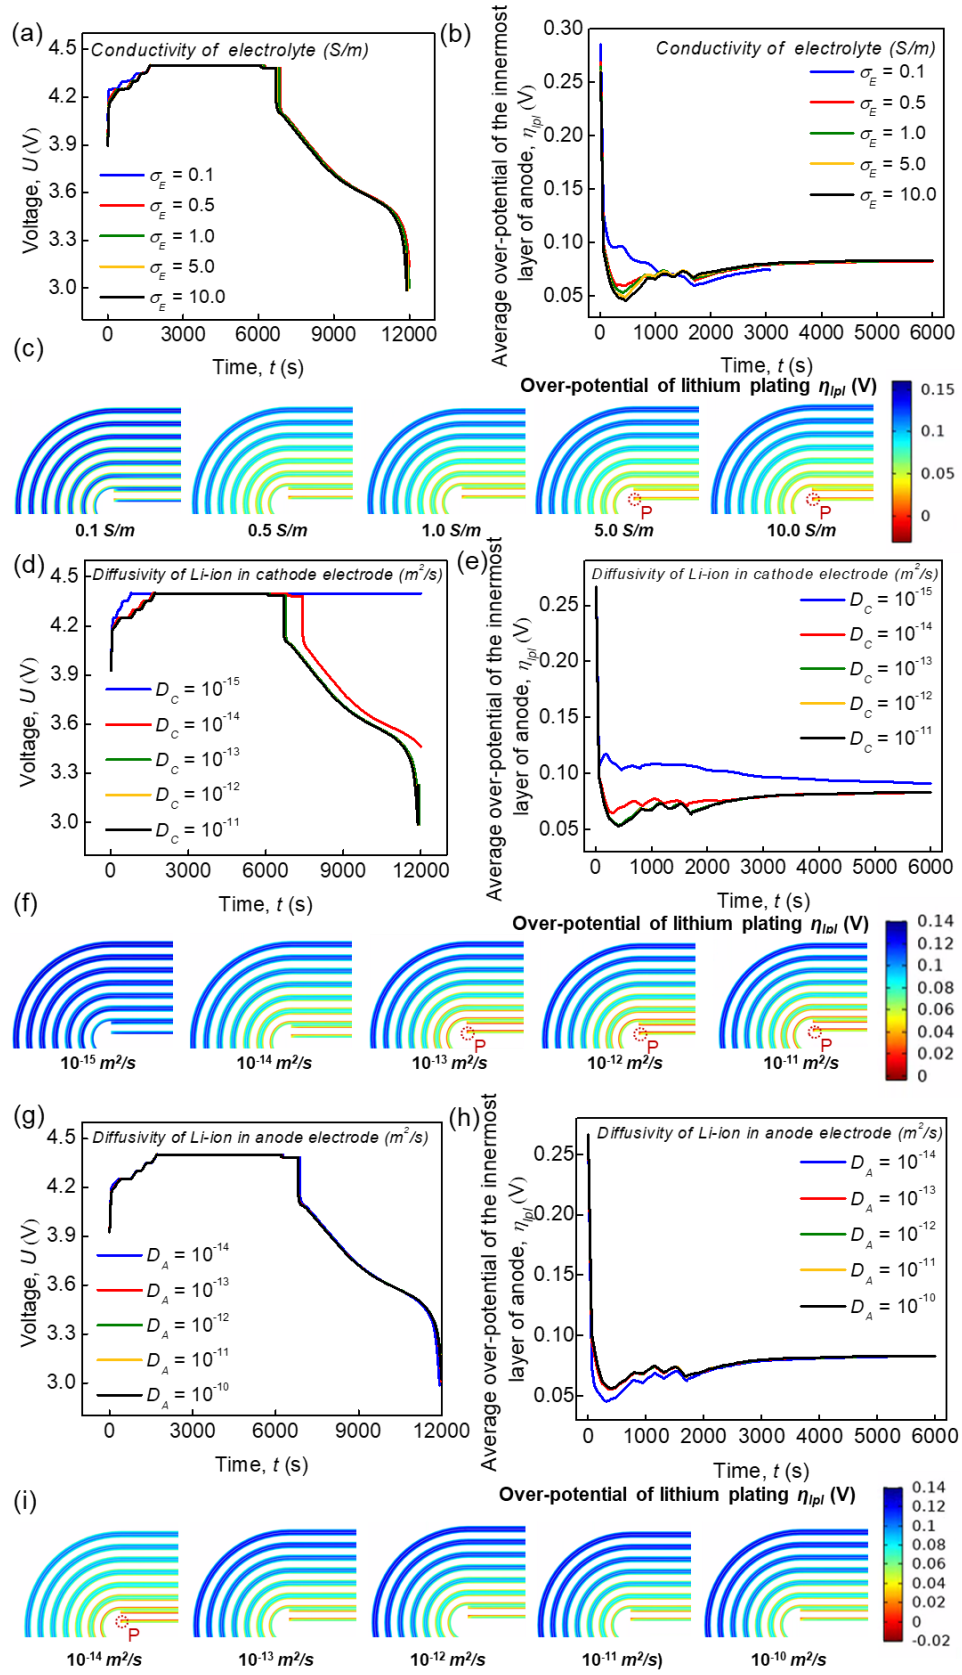 (a)
Conductivity of electrolyte (S/m)
4.5
4.2
3.9
3.6
3.3
3.0
Voltage, U (V)
σE = 0.1
σE = 0.5
σE = 1.0
σE = 5.0
σE = 10.0
0 3000 6000 9000 12000
Time, t (s)
(b)
Conductivity of electrolyte (S/m)
0.30
0.25
0.20
0.15
0.10
0.05
Average over-potential of the innermost
layer of anode, ηlpl (V)
σE = 0.1
σE = 0.5
σE = 1.0
σE = 5.0
σE = 10.0
0 1000 2000 3000 4000 5000 6000
Time, t (s)
(c)
Over-potential of lithium plating ηlpl (V)
0.15
0.1
0.05
0
P
P
0.1 S/m 0.5 S/m 1.0 S/m 5.0 S/m 10.0 S/m
(d)
Diffusivity of Li-ion in cathode electrode (m²/s)
4.5
4.2
3.9
3.6
3.3
3.0
Voltage, U (V)
DC = 10⁻¹⁵
DC = 10⁻¹⁴
DC = 10⁻¹³
DC = 10⁻¹²
DC = 10⁻¹¹
0 3000 6000 9000 12000
Time, t (s)
(e)
Diffusivity of Li-ion in cathode electrode (m²/s)
0.25
0.20
0.15
0.10
0.05
Average over-potential of the innermost
layer of anode, ηlpl (V)
DC = 10⁻¹⁵
DC = 10⁻¹⁴
DC = 10⁻¹³
DC = 10⁻¹²
DC = 10⁻¹¹
0 1000 2000 3000 4000 5000 6000
Time, t (s)
(f)
Over-potential of lithium plating ηlpl (V)
0.14
0.12
0.1
0.08
0.06
0.04
0.02
0
P
P
P
10⁻¹⁵ m²/s 10⁻¹⁴ m²/s 10⁻¹³ m²/s 10⁻¹² m²/s 10⁻¹¹ m²/s
(g)
Diffusivity of Li-ion in anode electrode (m²/s)
4.5
4.2
3.9
3.6
3.3
3.0
Voltage, U (V)
DA = 10⁻¹⁴
DA = 10⁻¹³
DA = 10⁻¹²
DA = 10⁻¹¹
DA = 10⁻¹⁰
0 3000 6000 9000 12000
Time, t (s)
(h)
Diffusivity of Li-ion in anode electrode (m²/s)
0.25
0.20
0.15
0.10
0.05
Average over-potential of the innermost
layer of anode, ηlpl (V)
DA = 10⁻¹⁴
DA = 10⁻¹³
DA = 10⁻¹²
DA = 10⁻¹¹
DA = 10⁻¹⁰
0 1000 2000 3000 4000 5000 6000
Time, t (s)
(i)
Over-potential of lithium plating ηlpl (V)
0.14
0.12
0.1
0.08
0.06
0.04
0.02
0
-0.02
P
10⁻¹⁴ m²/s 10⁻¹³ m²/s 10⁻¹² m²/s 10⁻¹¹ m²/s) 10⁻¹⁰ m²/s